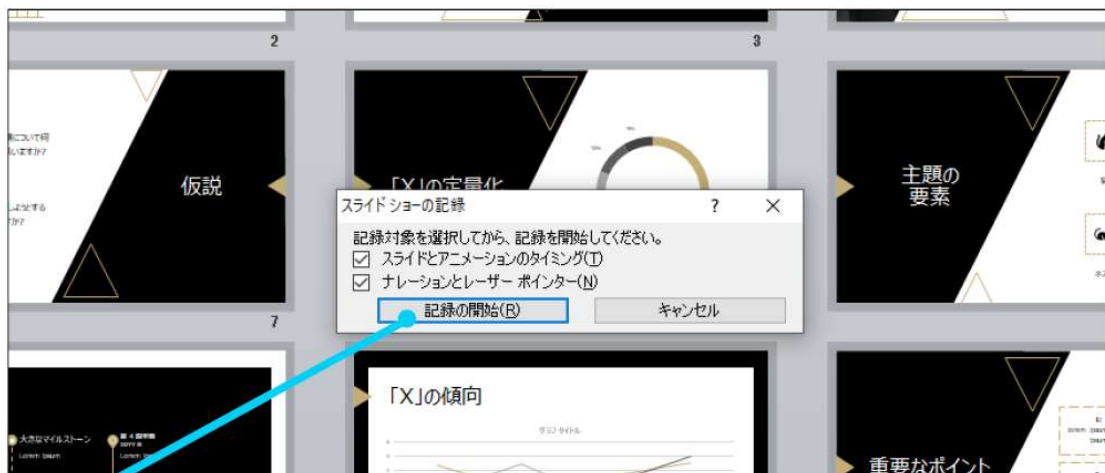 2
3
仮説
「X」の定量化
主題の
要素
スライド ショーの記録
?
×
記録対象を選択してから、記録を開始してください。
スライドとアニメーションのタイミング(T)
ナレーションとレーザー ポインター(N)
記録の開始(R)
キャンセル
7
「X」の傾向
グラフ タイトル
大きなマイルストーン
Lorem Ipsum
Lorem Ipsum
重要なポイント